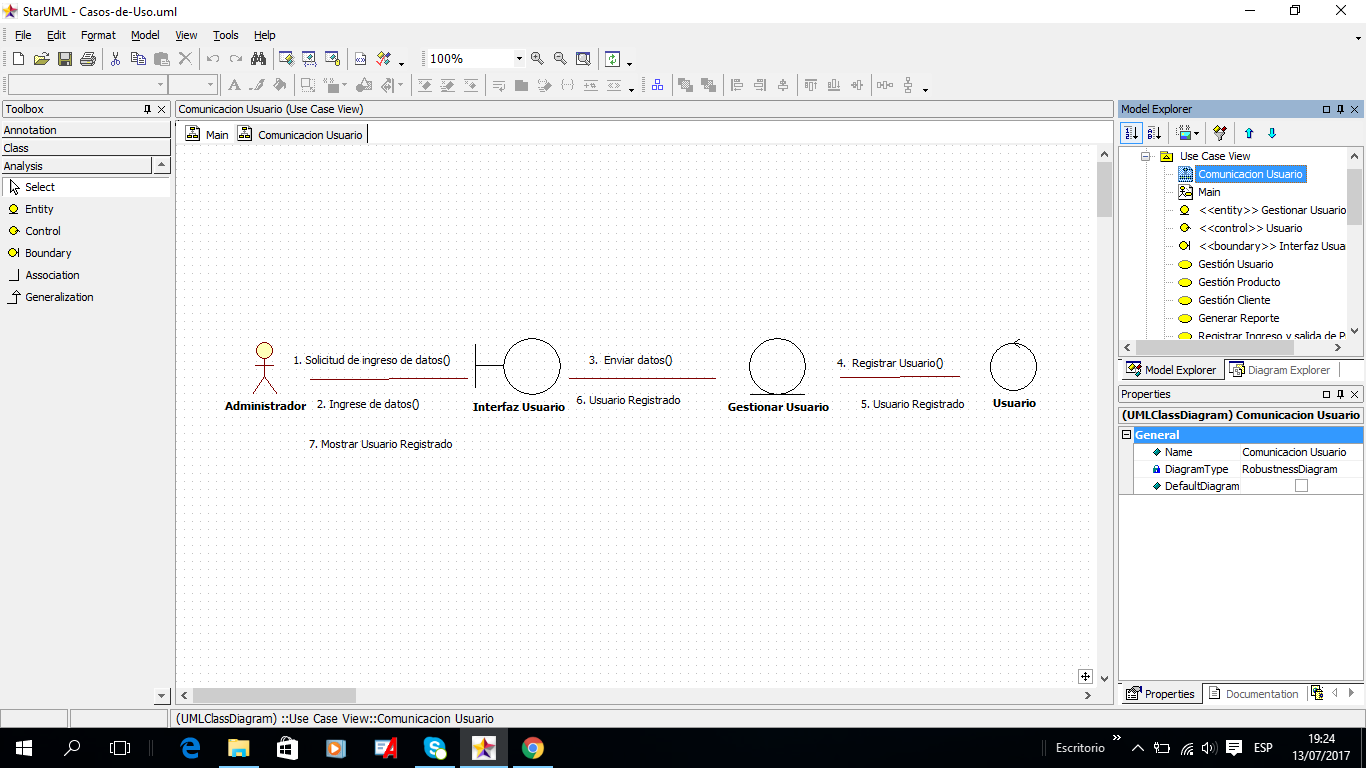 StarUML - Casos-de-Uso.uml
File Edit Format Model View Tools Help
100%
Toolbox
Annotation
Class
Analysis
Select
Entity
Control
Boundary
Association
Generalization
Comunicacion Usuario (Use Case View)
Main Comunicacion Usuario
1. Solicitud de ingreso de datos()
3. Enviar datos()
4. Registrar Usuario()
Administrador
2. Ingrese de datos()
Interfaz Usuario
6. Usuario Registrado
Gestionar Usuario
5. Usuario Registrado
Usuario
7. Mostrar Usuario Registrado
Model Explorer
Use Case View
Comunicacion Usuario
Main
<<entity>> Gestionar Usuario
<<control>> Usuario
<<boundary>> Interfaz Usua
Gestión Usuario
Gestión Producto
Gestión Cliente
Generar Reporte
Registrar Ingreso y salida de P
Model Explorer Diagram Explorer
Properties
(UMLClassDiagram) Comunicacion Usuario
General
Name Comunicacion Usuario
DiagramType RobustnessDiagram
DefaultDiagram
Properties Documentation
(UMLClassDiagram) ::Use Case View::Comunicacion Usuario
Escritorio
ESP
19:24
13/07/2017